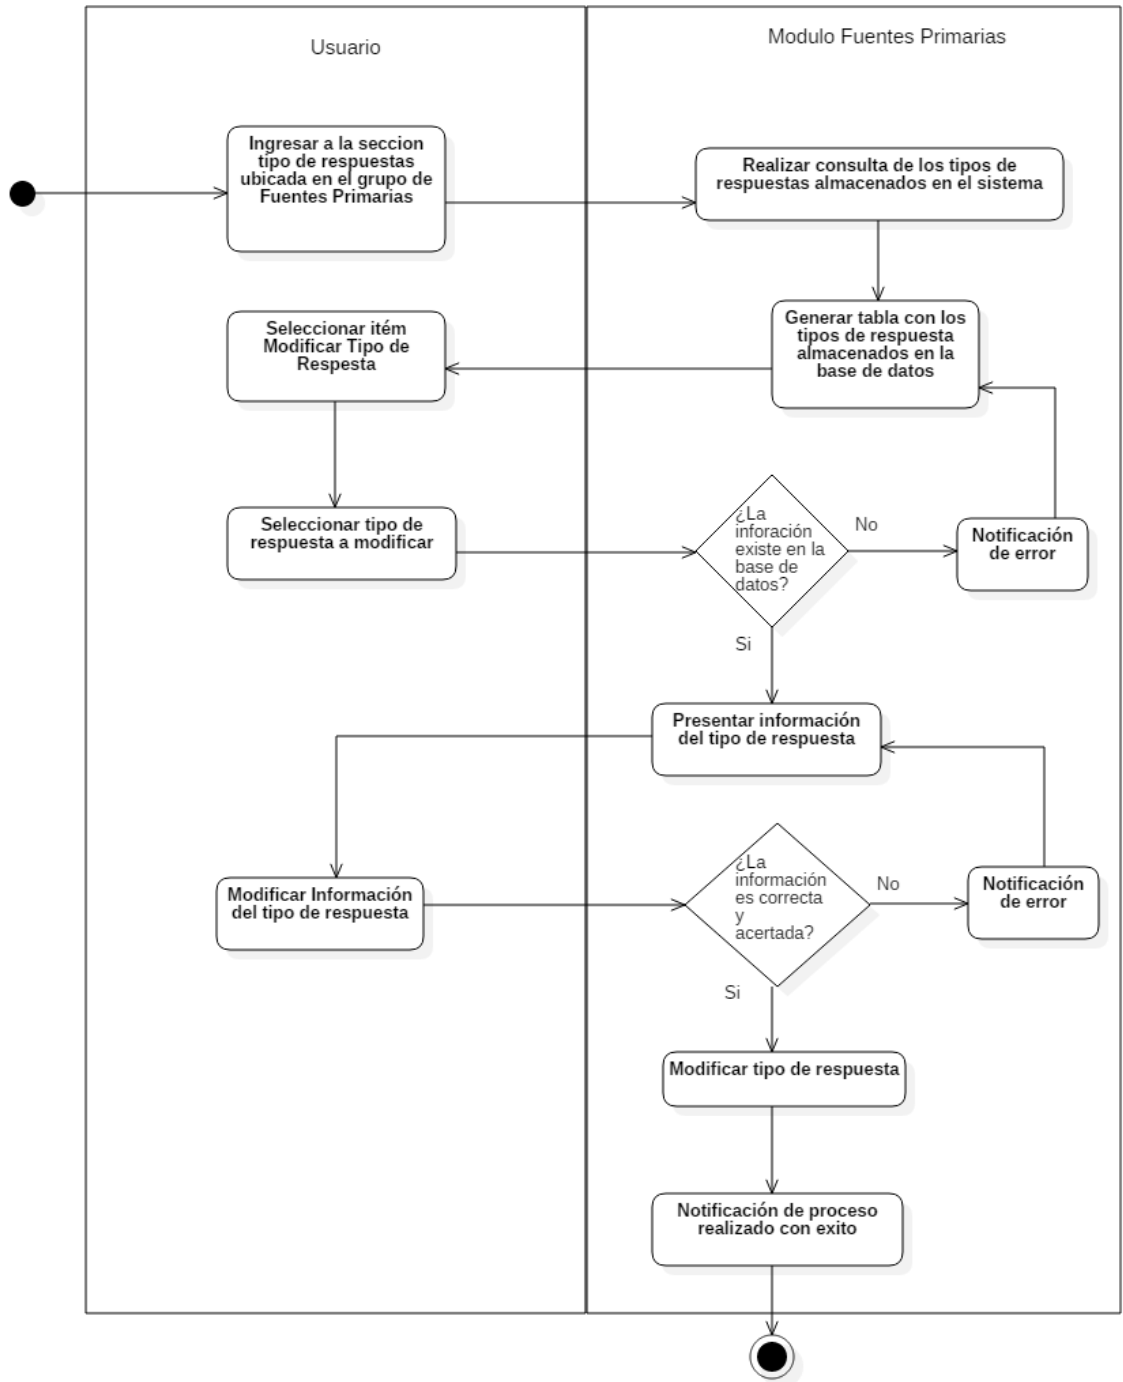 Usuario
Modulo Fuentes Primarias
Ingresar a la seccion
tipo de respuestas
ubicada en el grupo de
Fuentes Primarias
Realizar consulta de los tipos de
respuestas almacenados en el sistema
Generar tabla con los
tipos de respuesta
almacenados en la
base de datos
Seleccionar itém
Modificar Tipo de
Respesta
Seleccionar tipo de
respuesta a modificar
¿La
inforación
existe en la
base de
datos?
No
Notificación
de error
Si
Presentar información
del tipo de respuesta
Modificar Información
del tipo de respuesta
¿La
información
es correcta
y
acertada?
No
Notificación
de error
Si
Modificar tipo de respuesta
Notificación de proceso
realizado con exito